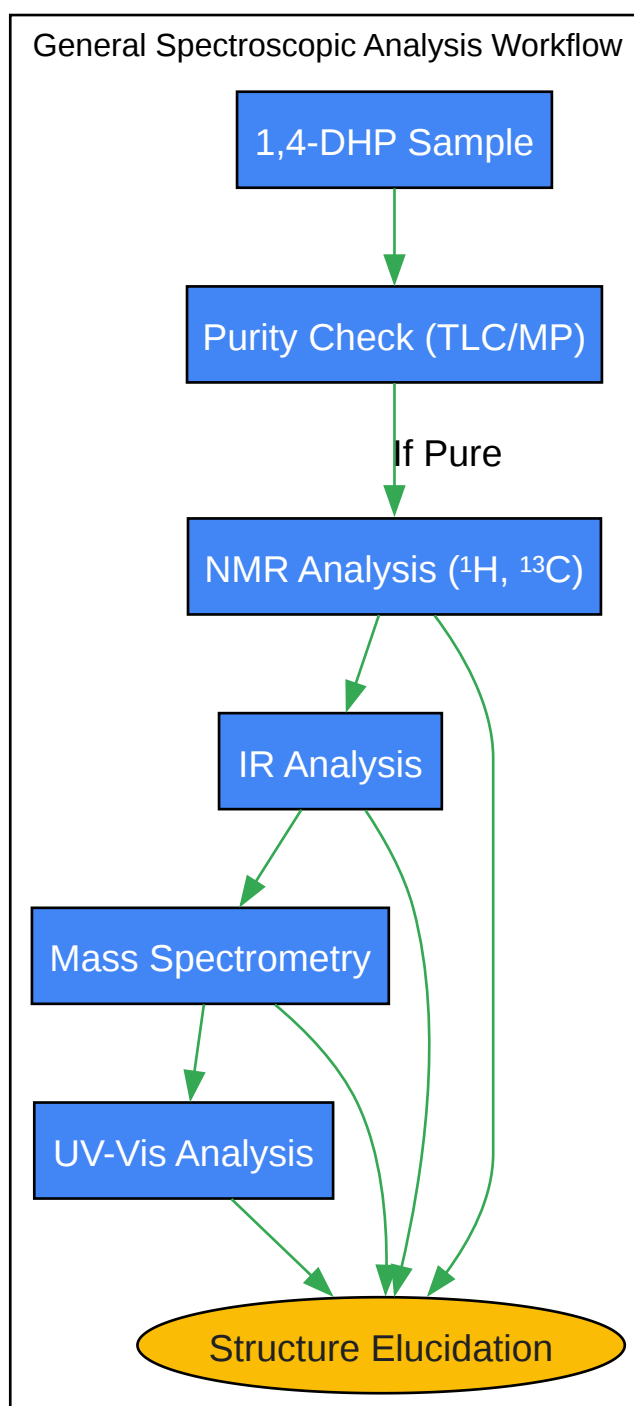 General Spectroscopic Analysis Workflow
1,4-DHP Sample
Purity Check (TLC/MP)
If Pure
NMR Analysis (¹H, ¹³C)
IR Analysis
Mass Spectrometry
UV-Vis Analysis
Structure Elucidation